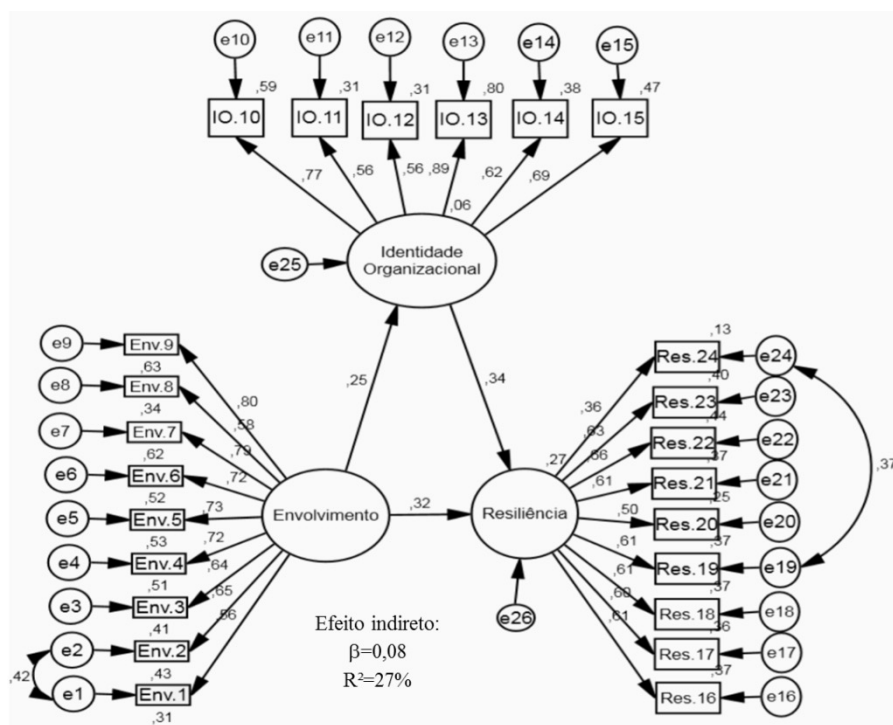 e10 e11 e12 e13 e14 e15
,59 ,31 ,31 ,80 ,38 ,47
IO.10 IO.11 IO.12 IO.13 IO.14 IO.15
,77 ,56 ,56 ,89 ,62 ,69
,06
Identidade
Organizacional
e25
,25
,34
e9 Env.9
,63
e8 Env.8
,34
e7 Env.7
,62
e6 Env.6
,52
e5 Env.5
,53
e4 Env.4
,51
e3 Env.3
,41
e2 Env.2
,43
e1 Env.1
,31
,42
,80
,58
,79
,72
,73
,72
,64
,65
,56
Envolvimento
,32
,27
Resiliência
e26
Efeito indireto:
β=0,08
R²=27%
,36
,63
,66
,61
,50
,61
,61
,60
,61
,13
Res.24 e24
,40
Res.23 e23
,44
Res.22 e22
,37
Res.21 e21
,25
Res.20 e20
,37
Res.19 e19
,37
Res.18 e18
,36
Res.17 e17
,37
Res.16 e16
,37